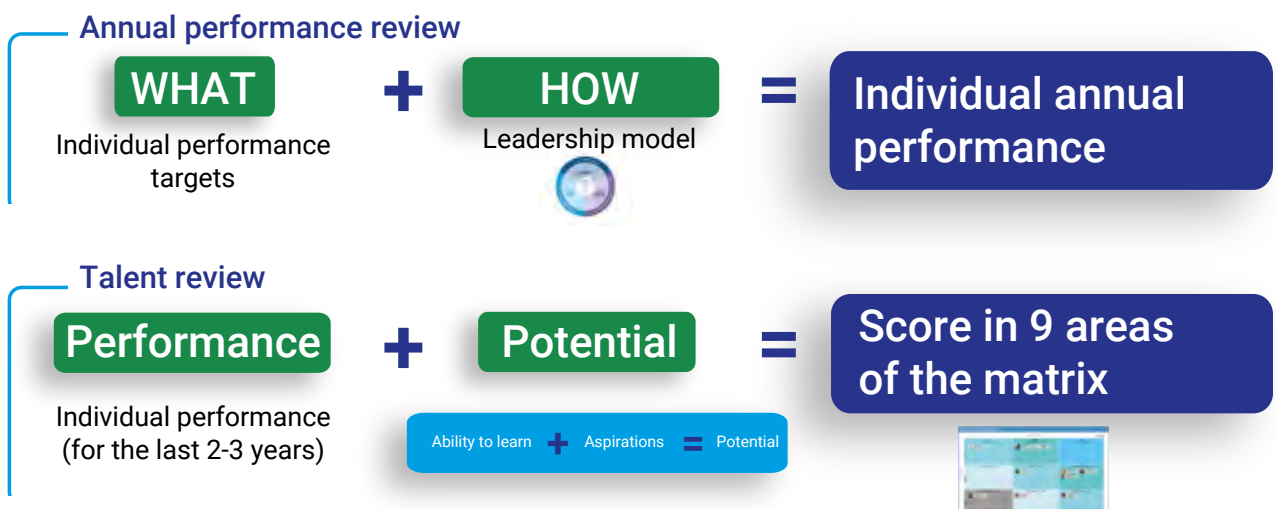 Annual performance review
WHAT
+
HOW
=
Individual annual
performance
Individual performance
targets
Leadership model
Talent review
Performance
+
Potential
=
Score in 9 areas
of the matrix
Individual performance
(for the last 2-3 years)
Ability to learn + Aspirations = Potential